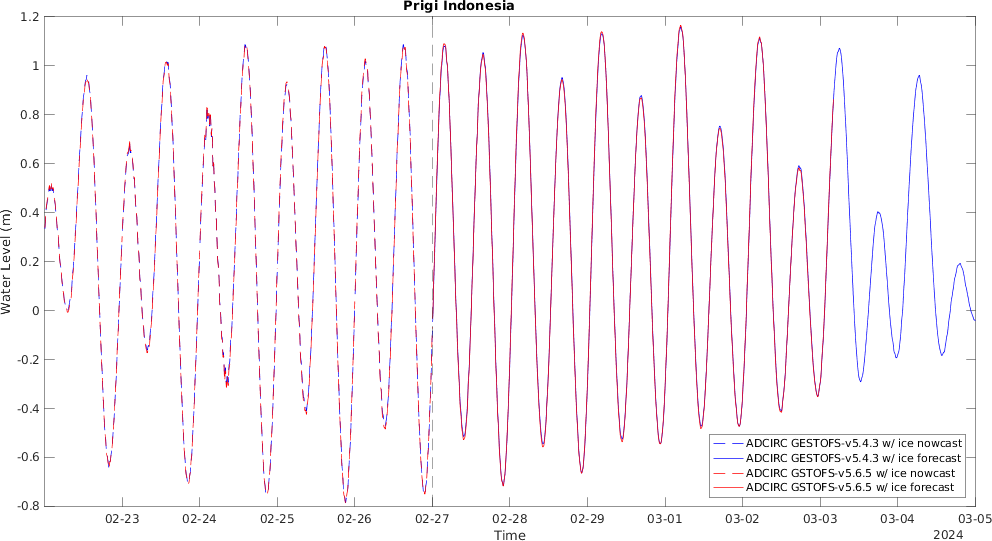 Prigi Indonesia
1.2
1
0.8
0.6
0.4
0.2
0
-0.2
-0.4
-0.6
-0.8
Water Level (m)
02-23 02-24 02-25 02-26 02-27 02-28 02-29 03-01 03-02 03-03 03-04 03-05
Time
2024
ADCIRC GESTOFS-v5.4.3 w/ ice nowcast
ADCIRC GESTOFS-v5.4.3 w/ ice forecast
ADCIRC GSTOFS-v5.6.5 w/ ice nowcast
ADCIRC GSTOFS-v5.6.5 w/ ice forecast